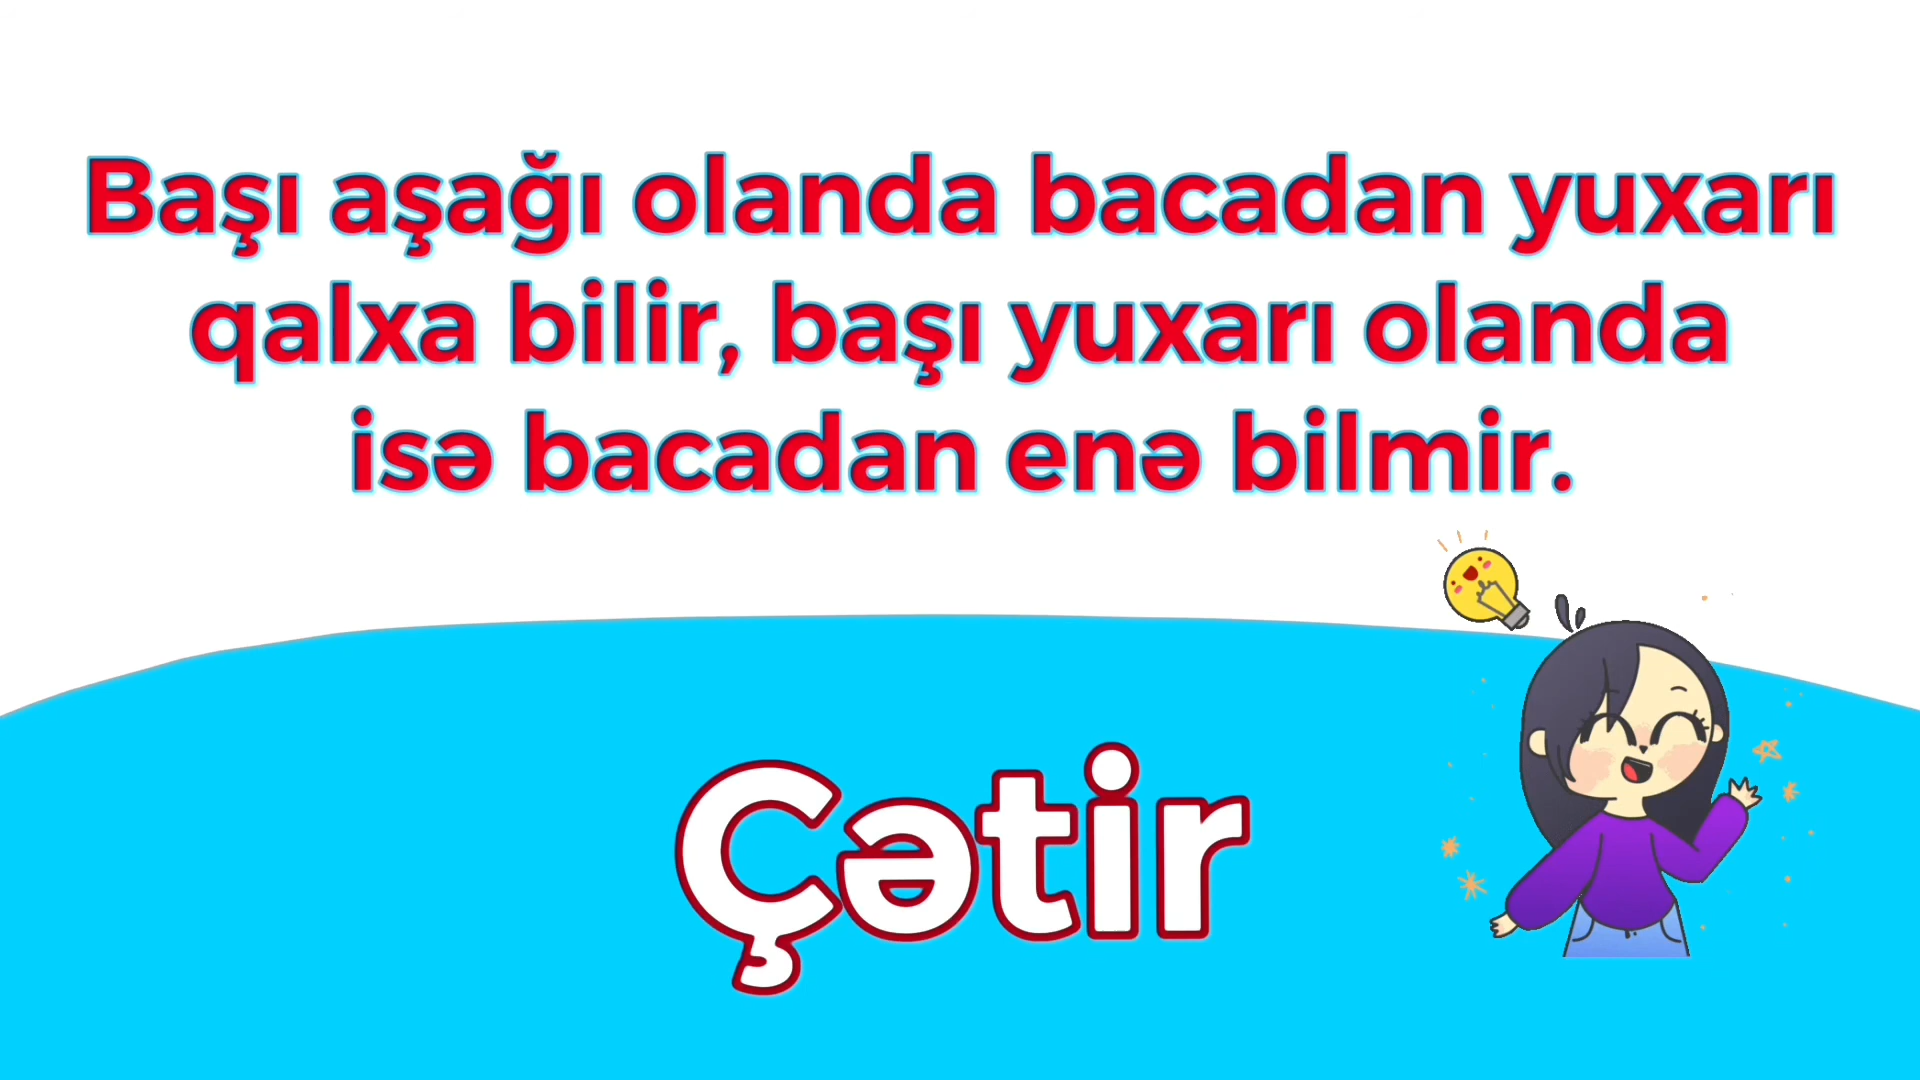 Başı aşağı olanda bacadan yuxarı
qalxa bilir, başı yuxarı olanda
isə bacadan enə bilmir.
Çətir